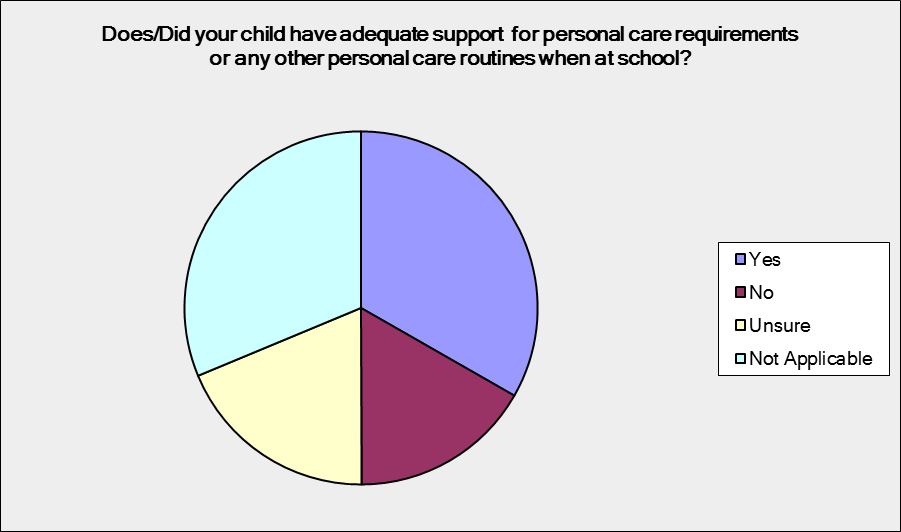 Does/Did your child have adequate support for personal care requirements
or any other personal care routines when at school?
Yes
No
Unsure
Not Applicable